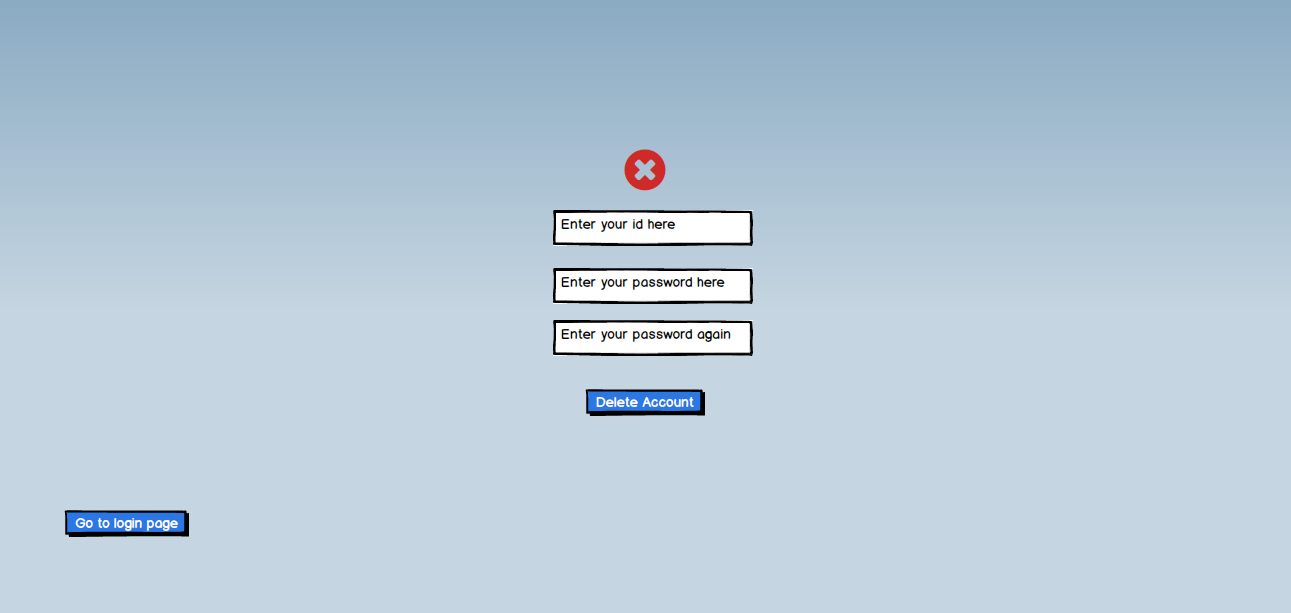 Enter your id here
Enter your password here
Enter your password again
Delete Account
Go to login page